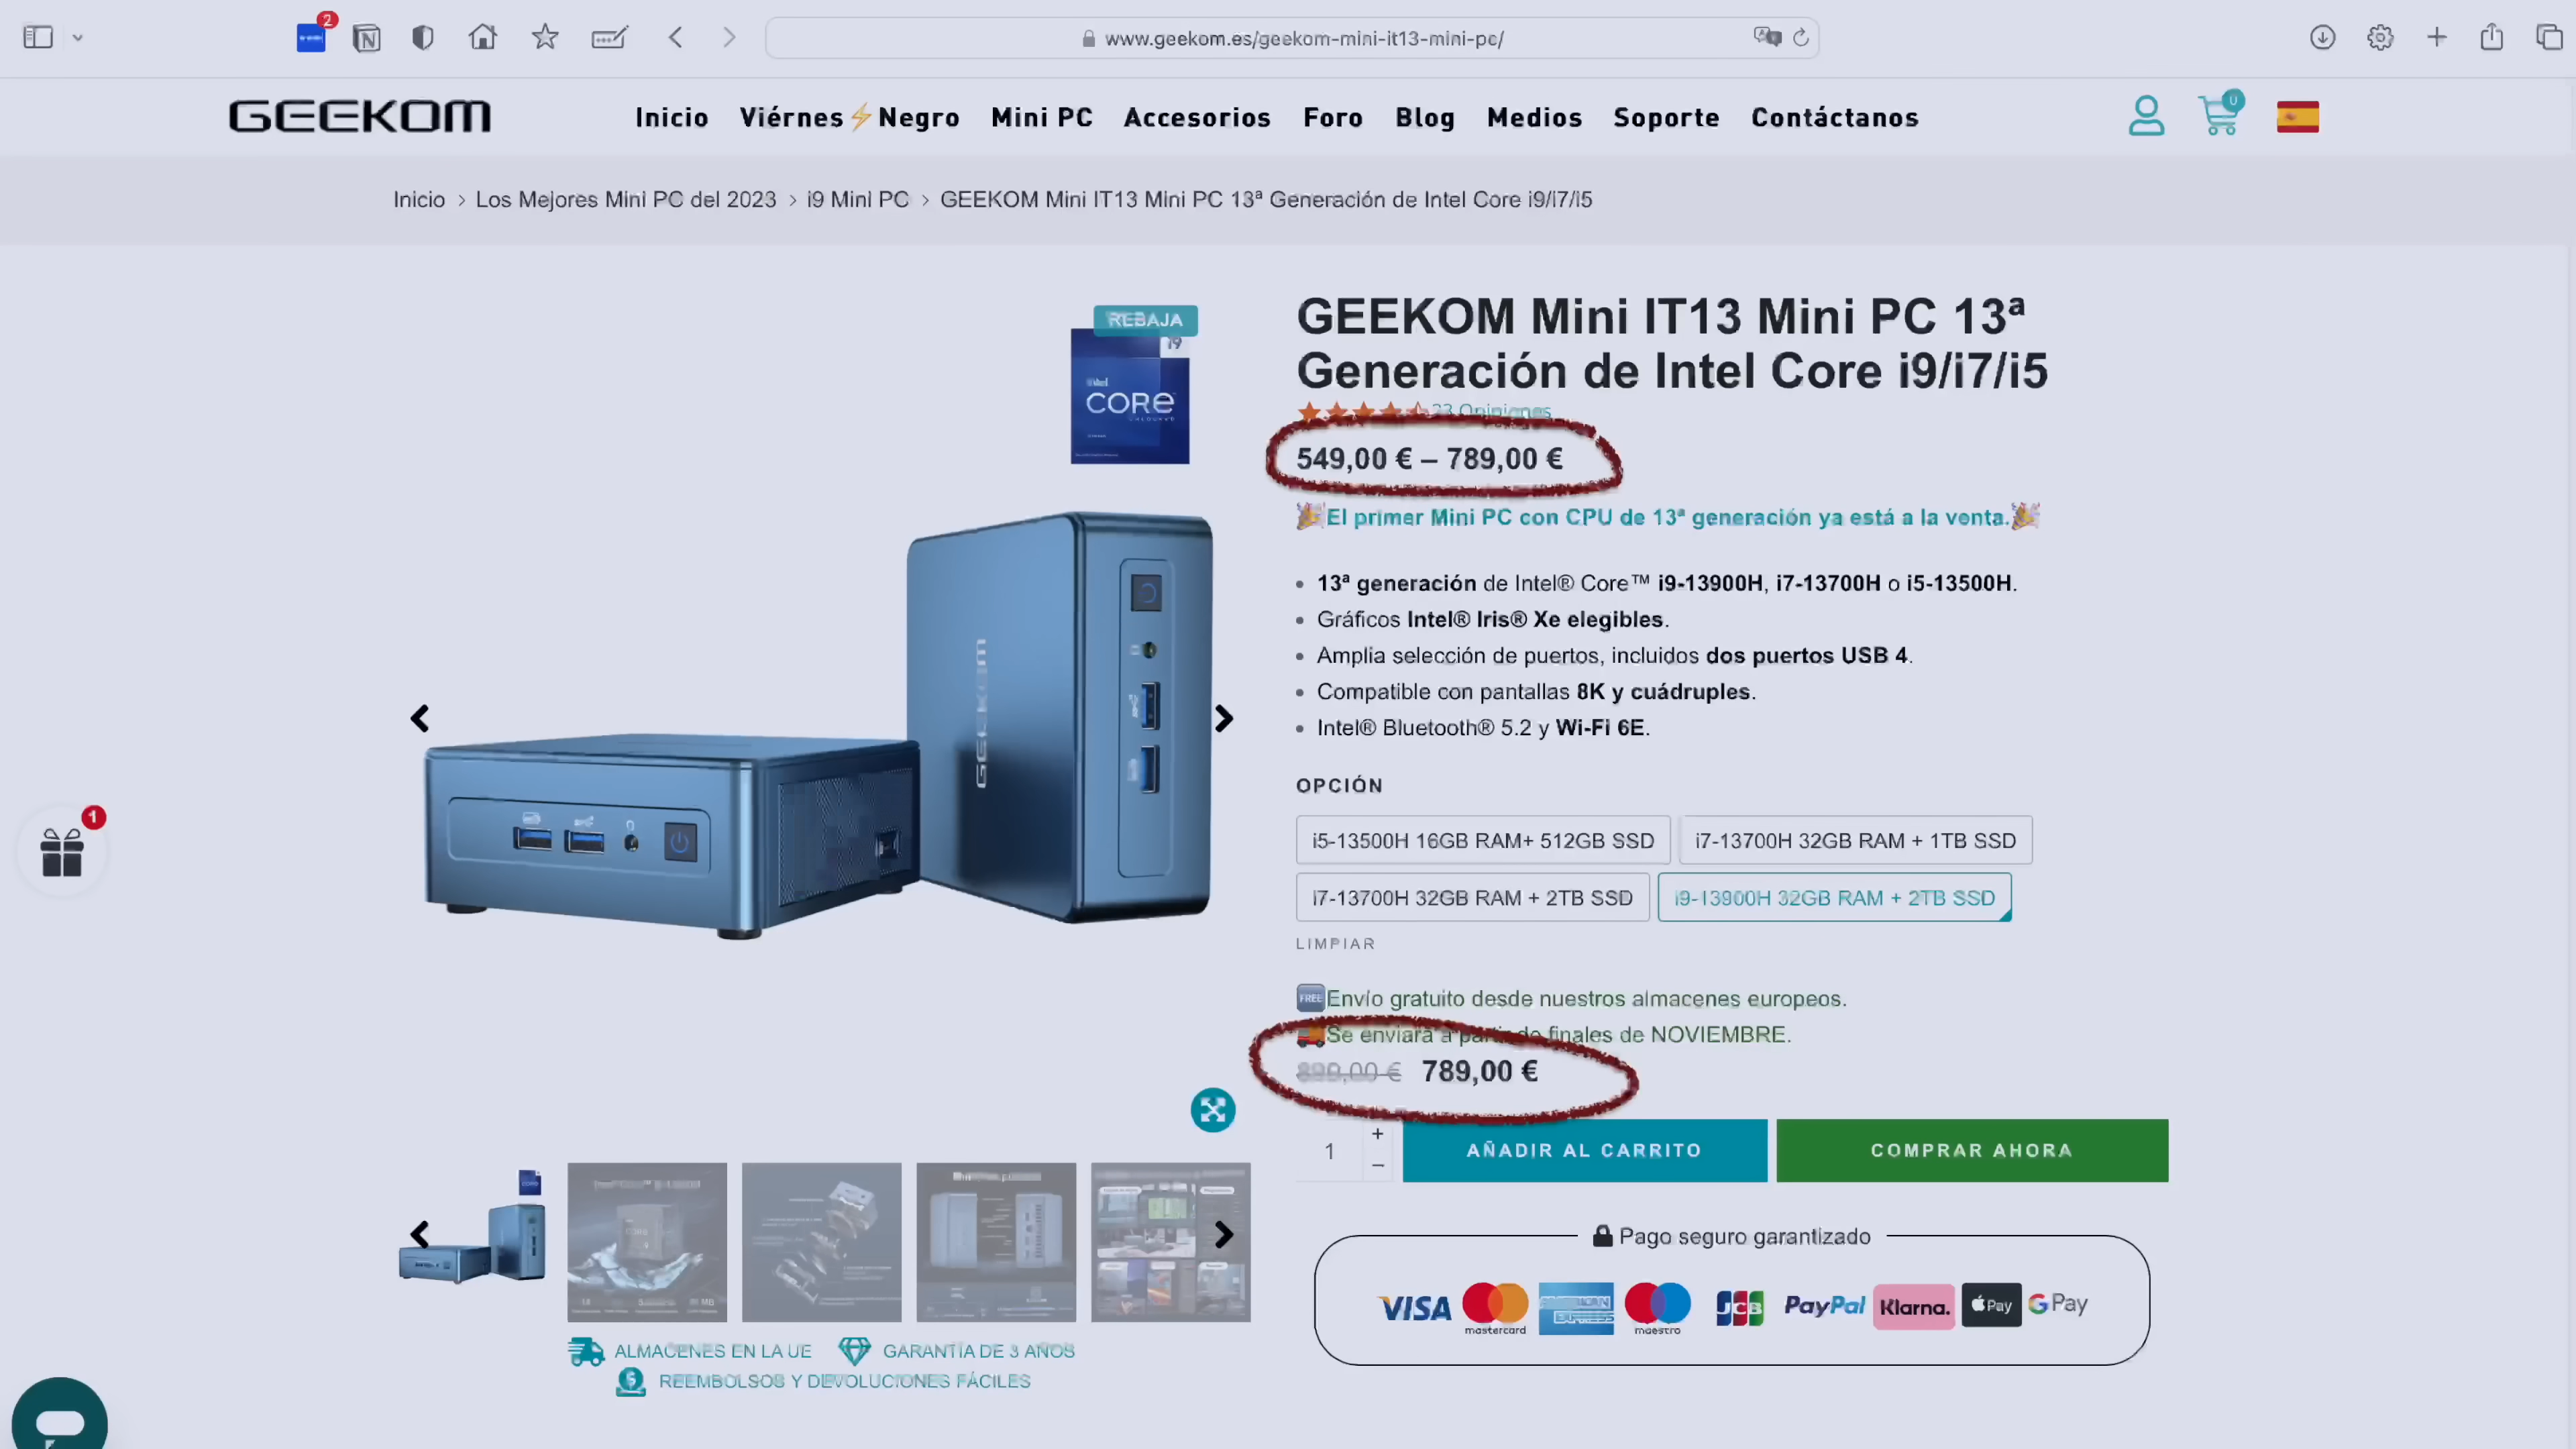 2
www.geekom.es/geekom-mini-it13-mini-pc/
GEEKOM
Inicio Viérnes⚡Negro Mini PC Accesorios Foro Blog Medios Soporte Contáctanos
0
Inicio > Los Mejores Mini PC del 2023 > i9 Mini PC > GEEKOM Mini IT13 Mini PC 13ª Generación de Intel Core i9/i7/i5
REBAJA
i9
intel
CORE
GEEKOM
GEEKOM Mini IT13 Mini PC 13ª
Generación de Intel Core i9/i7/i5
23 Opiniones
549,00 € – 789,00 €
🎉El primer Mini PC con CPU de 13ª generación ya está a la venta.🎉
• 13ª generación de Intel® Core™ i9-13900H, i7-13700H o i5-13500H.
• Gráficos Intel® Iris® Xe elegibles.
• Amplia selección de puertos, incluidos dos puertos USB 4.
• Compatible con pantallas 8K y cuádruples.
• Intel® Bluetooth® 5.2 y Wi-Fi 6E.
OPCIÓN
i5-13500H 16GB RAM+ 512GB SSD
i7-13700H 32GB RAM + 1TB SSD
i7-13700H 32GB RAM + 2TB SSD
i9-13900H 32GB RAM + 2TB SSD
LIMPIAR
FREE Envío gratuito desde nuestros almacenes europeos.
Se enviará a partir de finales de NOVIEMBRE.
899,00 € 789,00 €
1 + −
AÑADIR AL CARRITO
COMPRAR AHORA
Pago seguro garantizado
VISA mastercard AMERICAN EXPRESS maestro JCB PayPal Klarna. Pay G Pay
1
ALMACENES EN LA UE
GARANTÍA DE 3 AÑOS
REEMBOLSOS Y DEVOLUCIONES FÁCILES